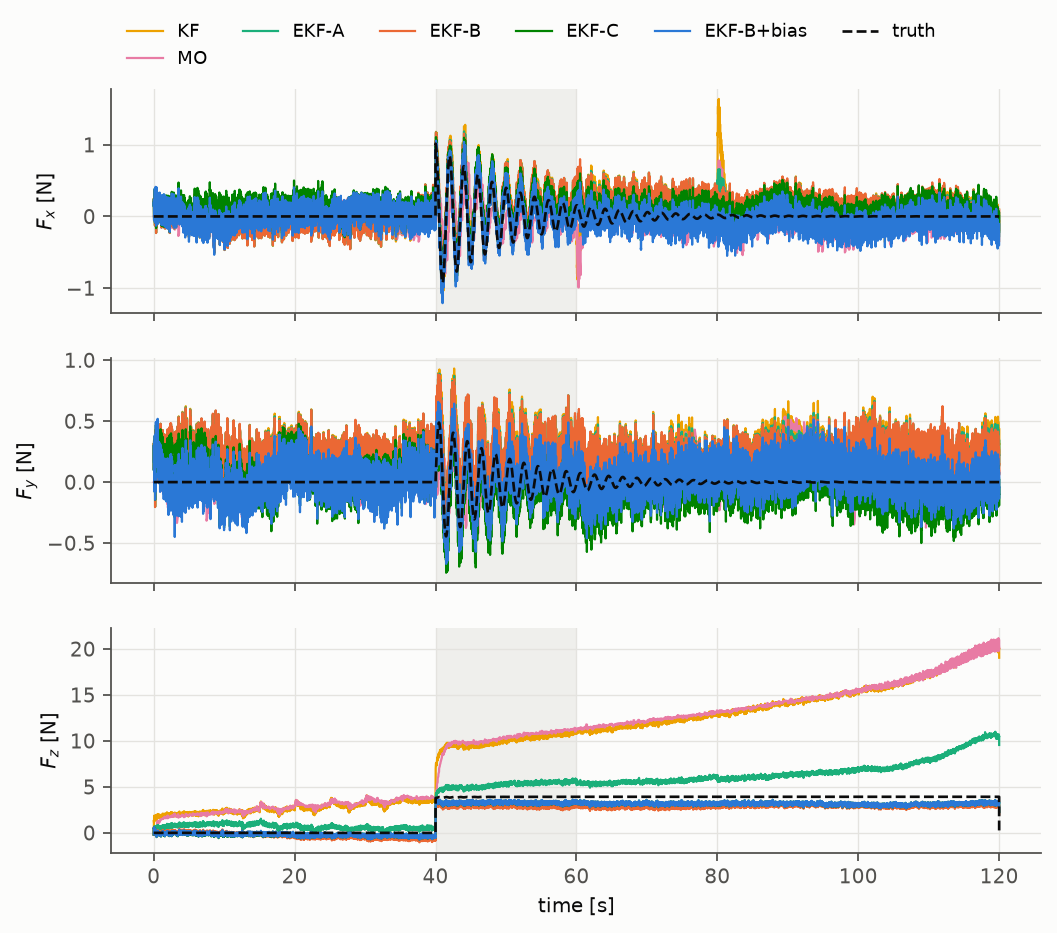 KF EKF-A EKF-B EKF-C EKF-B+bias truth
MO
1
0
−1
F_x [N]
1.0
0.5
0.0
−0.5
F_y [N]
20
15
10
5
0
F_z [N]
0 20 40 60 80 100 120
time [s]